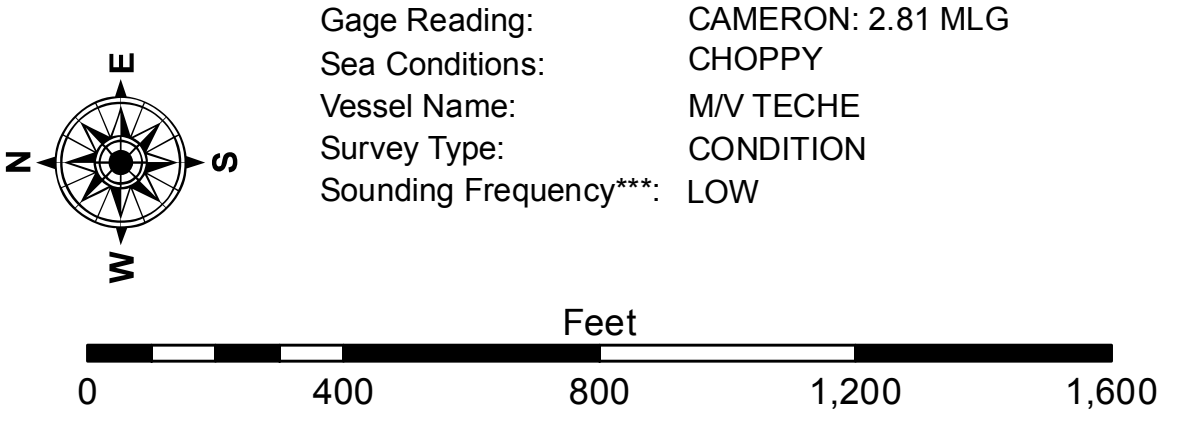 Gage Reading: CAMERON: 2.81 MLG
Sea Conditions: CHOPPY
Vessel Name: M/V TECHE
Survey Type: CONDITION
Sounding Frequency***: LOW
E
N S
W
Feet
0 400 800 1,200 1,600